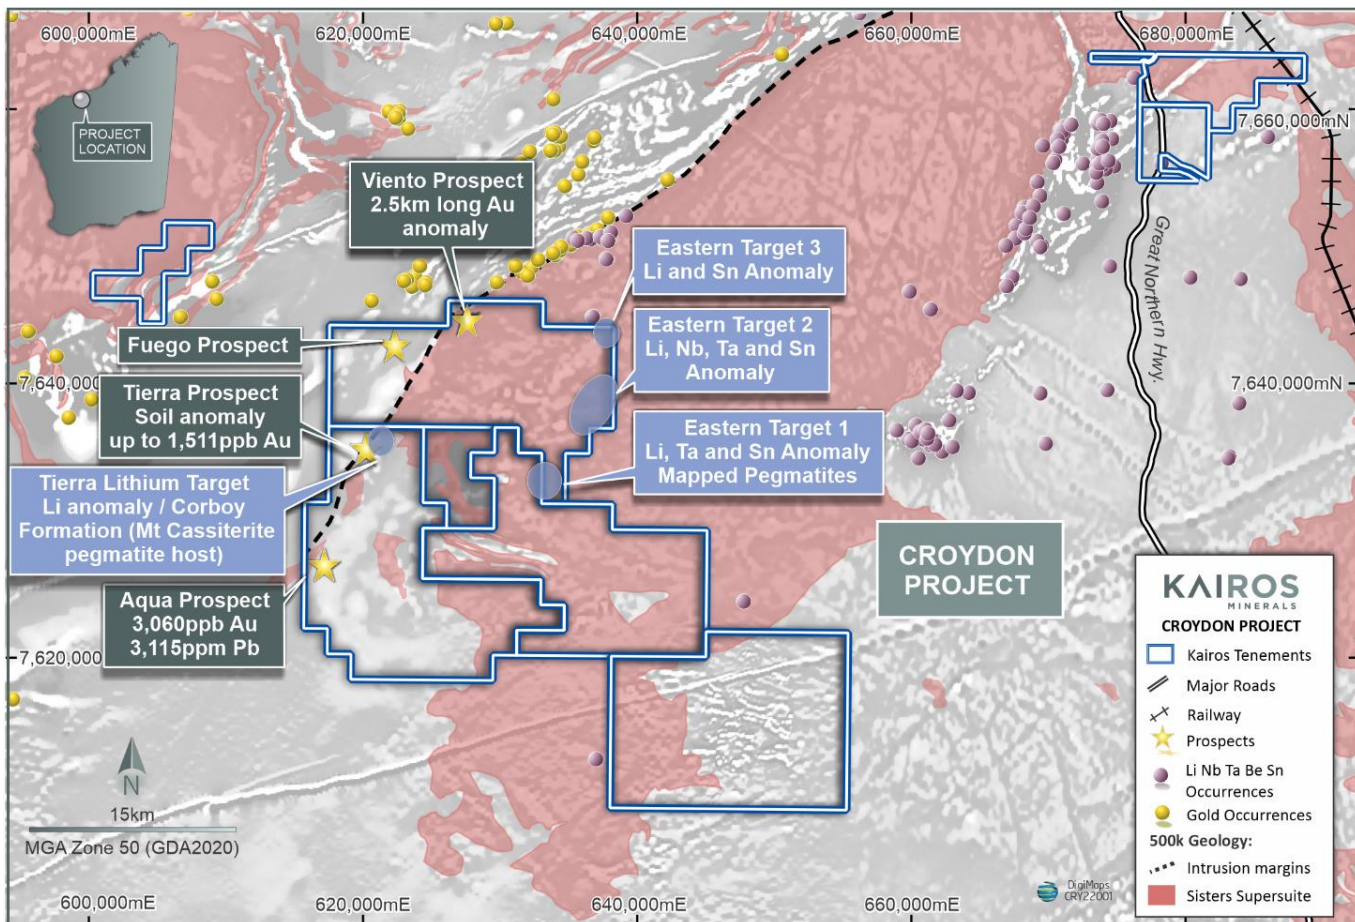 600,000mE
620,000mE
640,000mE
660,000mE
680,000mE
7,660,000mN
PROJECT
LOCATION
Viento Prospect
2.5km long Au
anomaly
Great Northern Hwy.
Eastern Target 3
Li and Sn Anomaly
Fuego Prospect
Eastern Target 2
Li, Nb, Ta and Sn
Anomaly
7,640,000mN
7,640,000mN
Tierra Prospect
Soil anomaly
up to 1,511ppb Au
Eastern Target 1
Li, Ta and Sn Anomaly
Mapped Pegmatites
Tierra Lithium Target
Li anomaly / Corboy
Formation (Mt Cassiterite
pegmatite host)
CROYDON
PROJECT
Aqua Prospect
3,060ppb Au
3,115ppm Pb
7,620,000
KAIROS
MINERALS
CROYDON PROJECT
Kairos Tenements
Major Roads
Railway
Prospects
Li Nb Ta Be Sn
Occurrences
Gold Occurrences
500k Geology:
Intrusion margins
Sisters Supersuite
N
15km
MGA Zone 50 (GDA2020)
DigiMaps
CRY22001
600,000mE
620,000mE
640,000mE
660,000mE